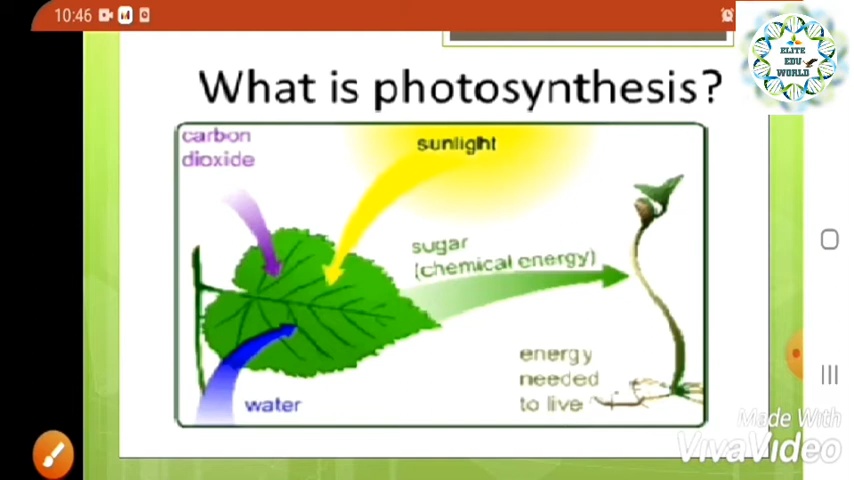 10:46
ELITE
EDU
WORLD
What is photosynthesis?
carbon
dioxide
sunlight
sugar
(chemical energy)
energy
needed
to live
water
Made With
VivaVideo